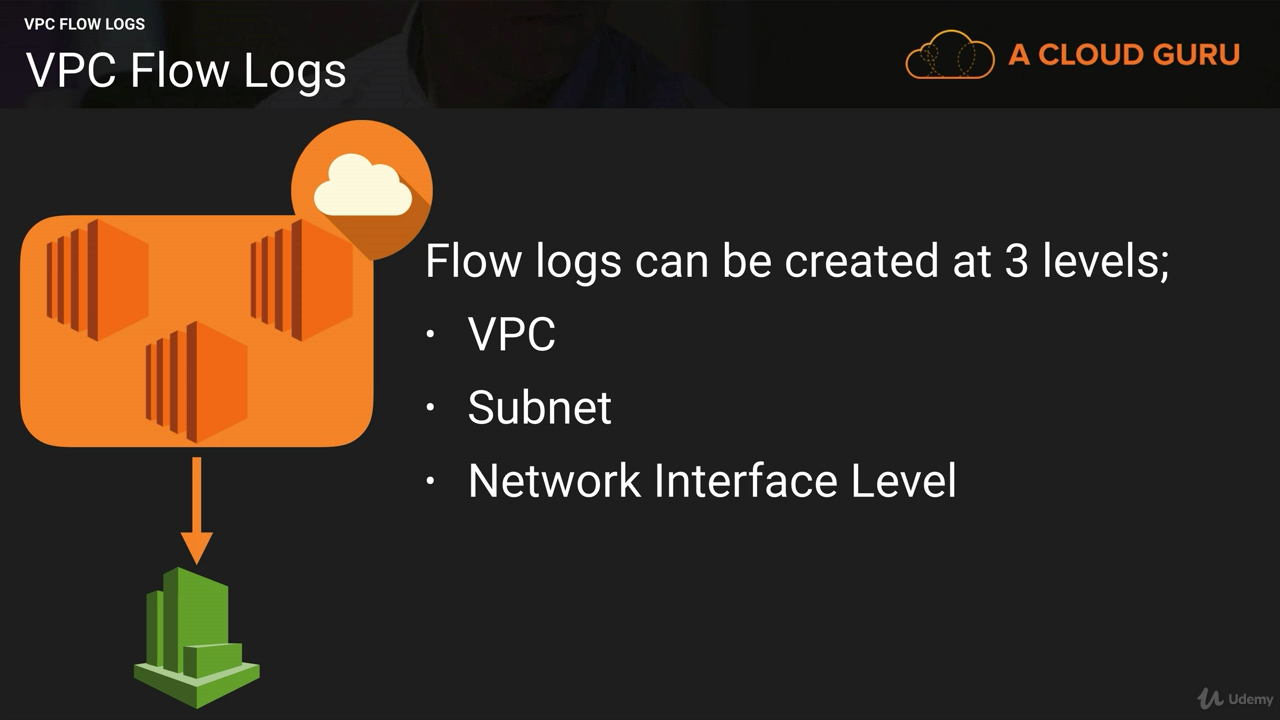 VPC FLOW LOGS
VPC Flow Logs
A CLOUD GURU
Flow logs can be created at 3 levels;
• VPC
• Subnet
• Network Interface Level
Udemy